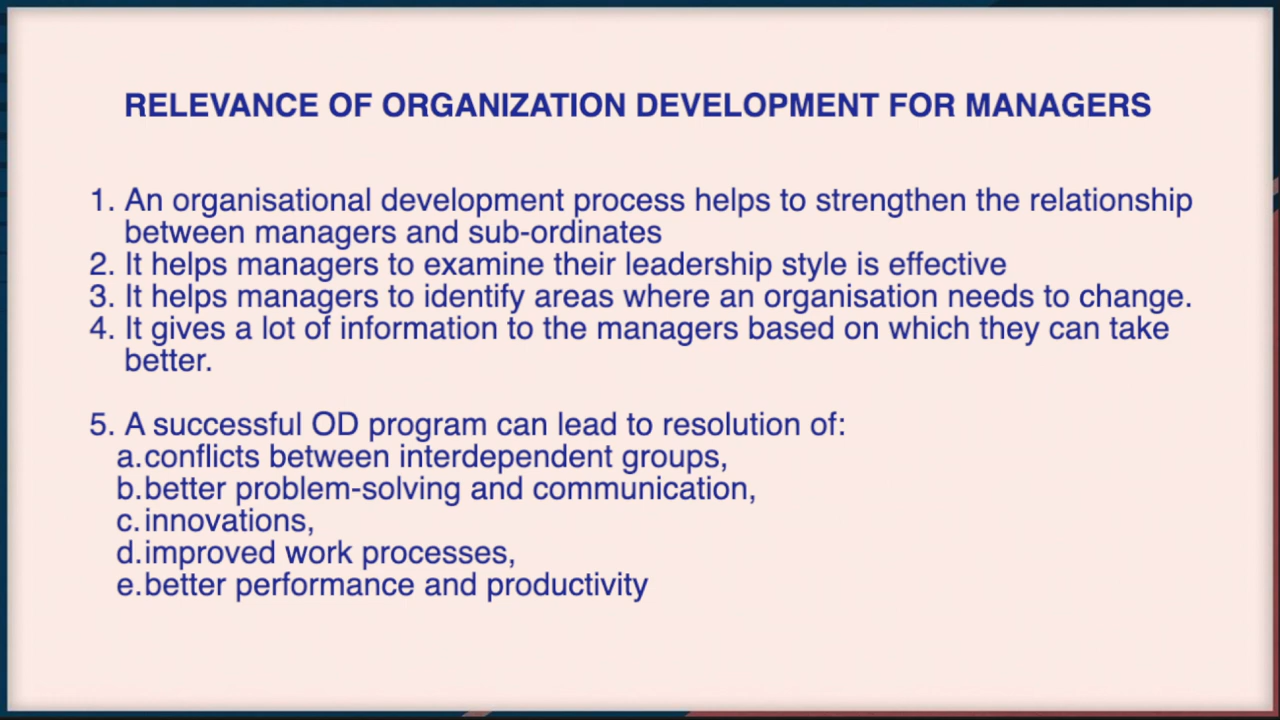 RELEVANCE OF ORGANIZATION DEVELOPMENT FOR MANAGERS
1. An organisational development process helps to strengthen the relationship
between managers and sub-ordinates
2. It helps managers to examine their leadership style is effective
3. It helps managers to identify areas where an organisation needs to change.
4. It gives a lot of information to the managers based on which they can take
better.
5. A successful OD program can lead to resolution of:
a.conflicts between interdependent groups,
b.better problem-solving and communication,
c.innovations,
d.improved work processes,
e.better performance and productivity